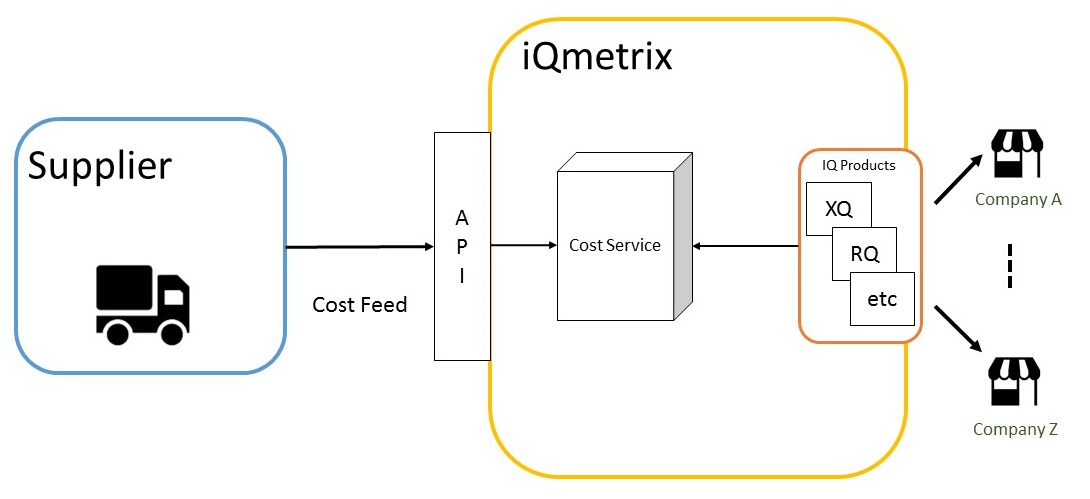 iQmetrix
Supplier
Cost Feed
A
P
I
Cost Service
IQ Products
XQ
RQ
etc
Company A
Company Z